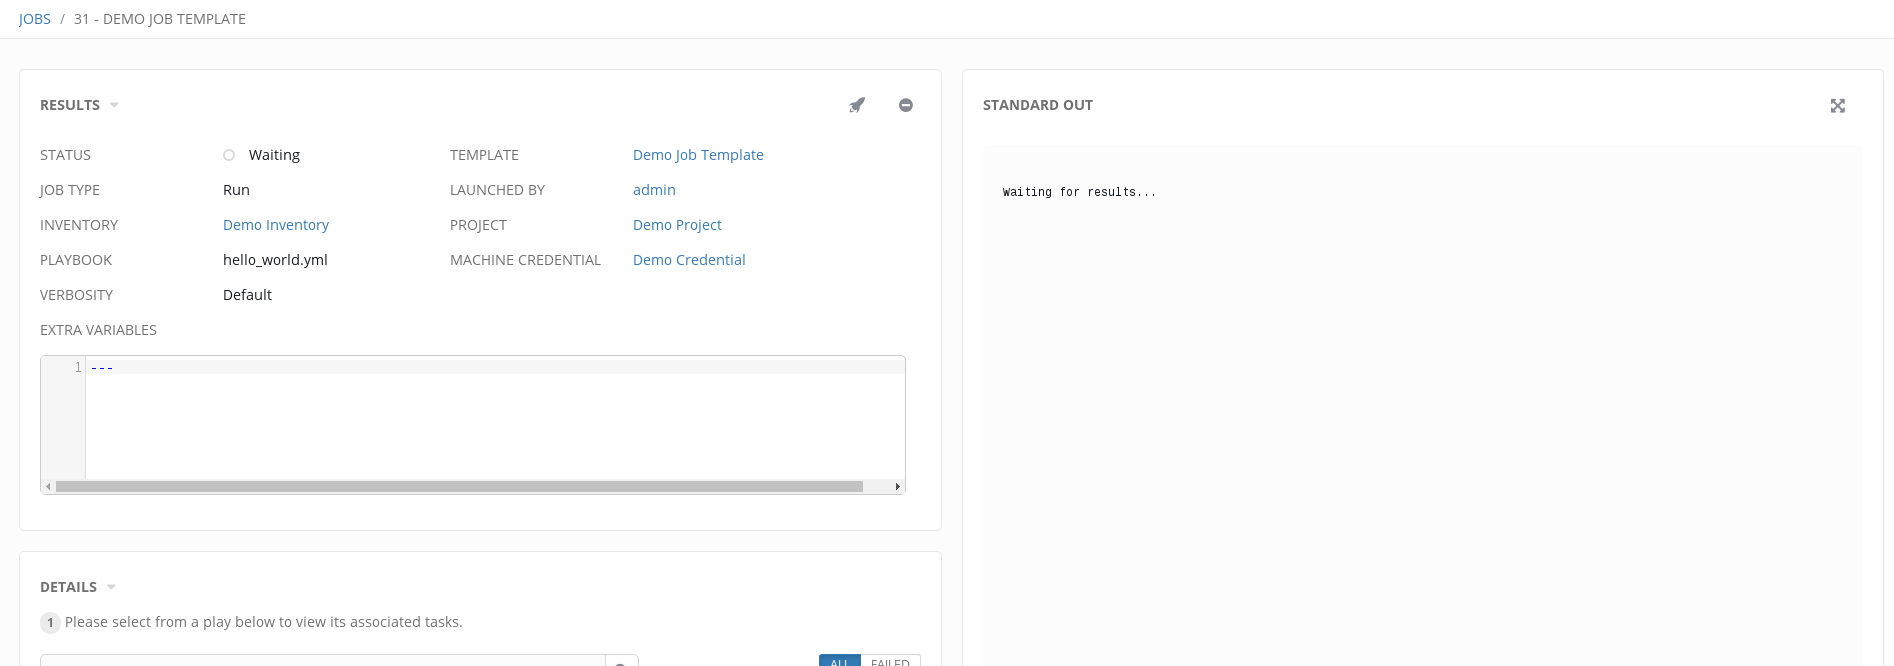 JOBS / 31 - DEMO JOB TEMPLATE
RESULTS
STATUS Waiting TEMPLATE Demo Job Template
JOB TYPE Run LAUNCHED BY admin
INVENTORY Demo Inventory PROJECT Demo Project
PLAYBOOK hello_world.yml MACHINE CREDENTIAL Demo Credential
VERBOSITY Default
EXTRA VARIABLES
1 ---
DETAILS
1 Please select from a play below to view its associated tasks.
ALL FAILED
STANDARD OUT
Waiting for results...